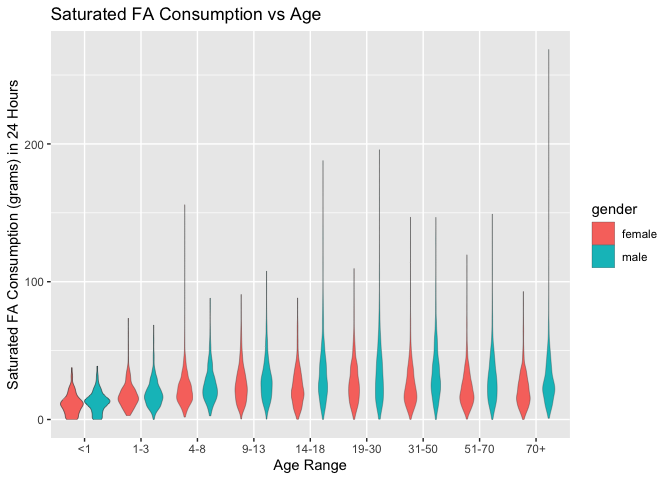 Saturated FA Consumption vs Age
Saturated FA Consumption (grams) in 24 Hours
200
100
0
<1 1-3 4-8 9-13 14-18 19-30 31-50 51-70 70+
Age Range
gender
female
male